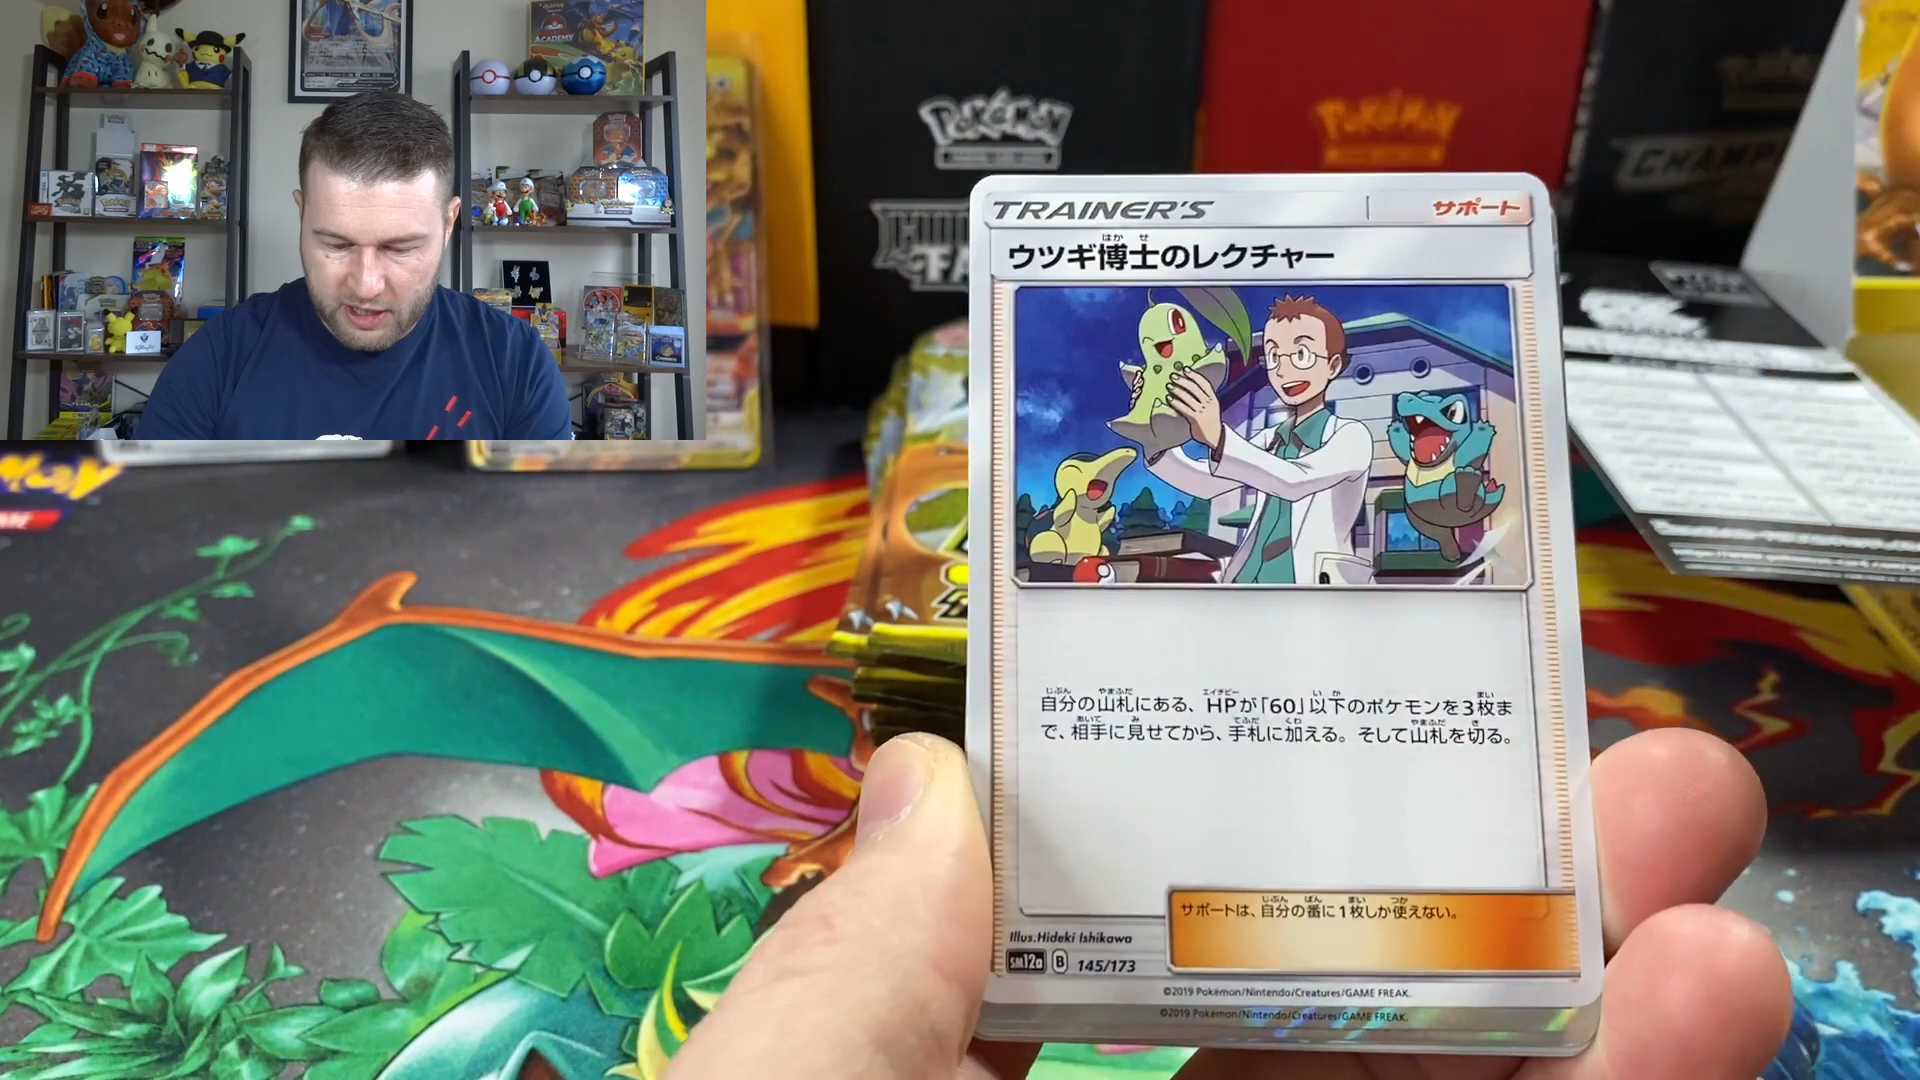 ACADEMY
Pokémon
Pokémon
CHAMP
TRAINER'S
サポート
ウツギ博士のレクチャー
自分の山札にある、HPが「60」以下のポケモンを3枚ま
で、相手に見せてから、手札に加える。そして山札を切る。
サポートは、自分の番に1枚しか使えない。
Illus.Hideki Ishikawa
SM12a B 145/173
©2019 Pokémon/Nintendo/Creatures/GAME FREAK.
©2019 Pokémon/Nintendo/Creatures/GAME FREAK.